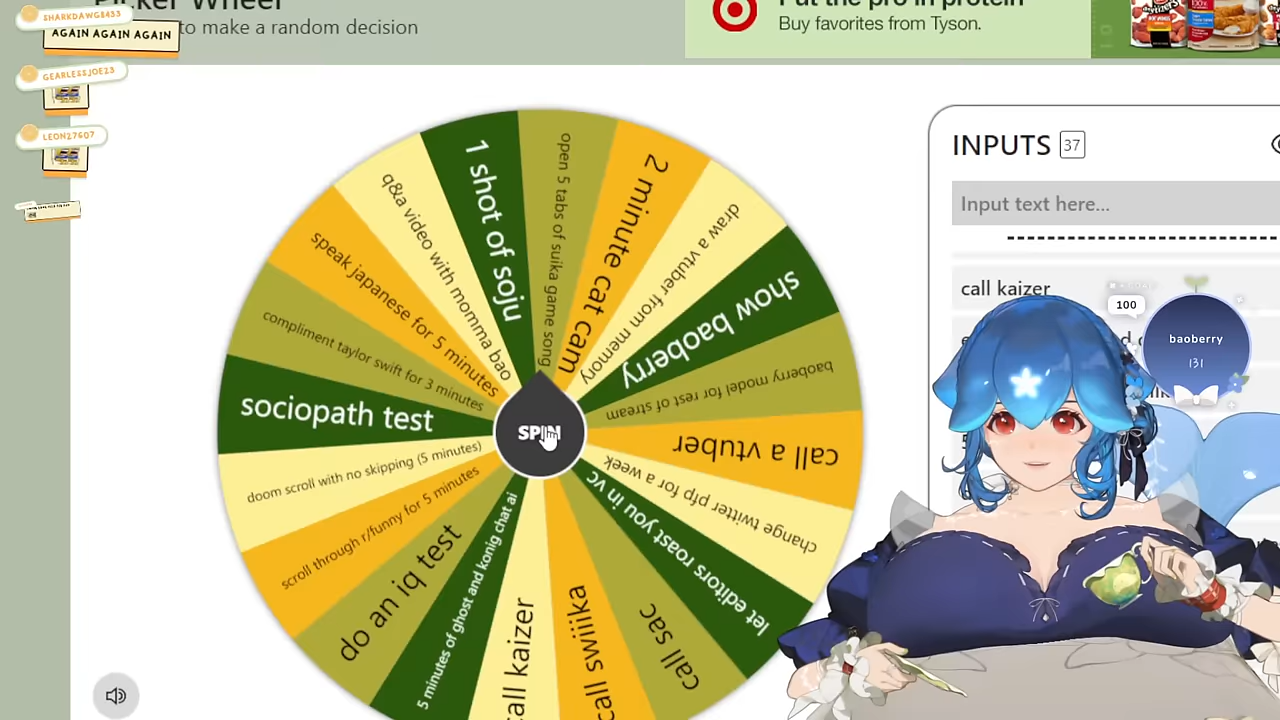 Picker Wheel
to make a random decision
Put the pro in protein
Buy favorites from Tyson.
SHARKDAWG8433
AGAIN AGAIN AGAIN
GEARLESSJOE23
LEON27607
INPUTS 37
Input text here...
call kaizer
100
baoberry
131
1 shot of soju
open 5 tabs of suika game song
2 minute cat cam
draw a vtuber from memory
show baoberry
baoberry model for rest of stream
call a vtuber
change twitter pfp for a week
let editors roast you in vc
call sac
call swiiika
call kaizer
5 minutes of ghost and konig chat ai
do an iq test
scroll through r/funny for 5 minutes
doom scroll with no skipping (5 minutes)
sociopath test
compliment taylor swift for 3 minutes
speak japanese for 5 minutes
q&a video with momma bao
SPIN